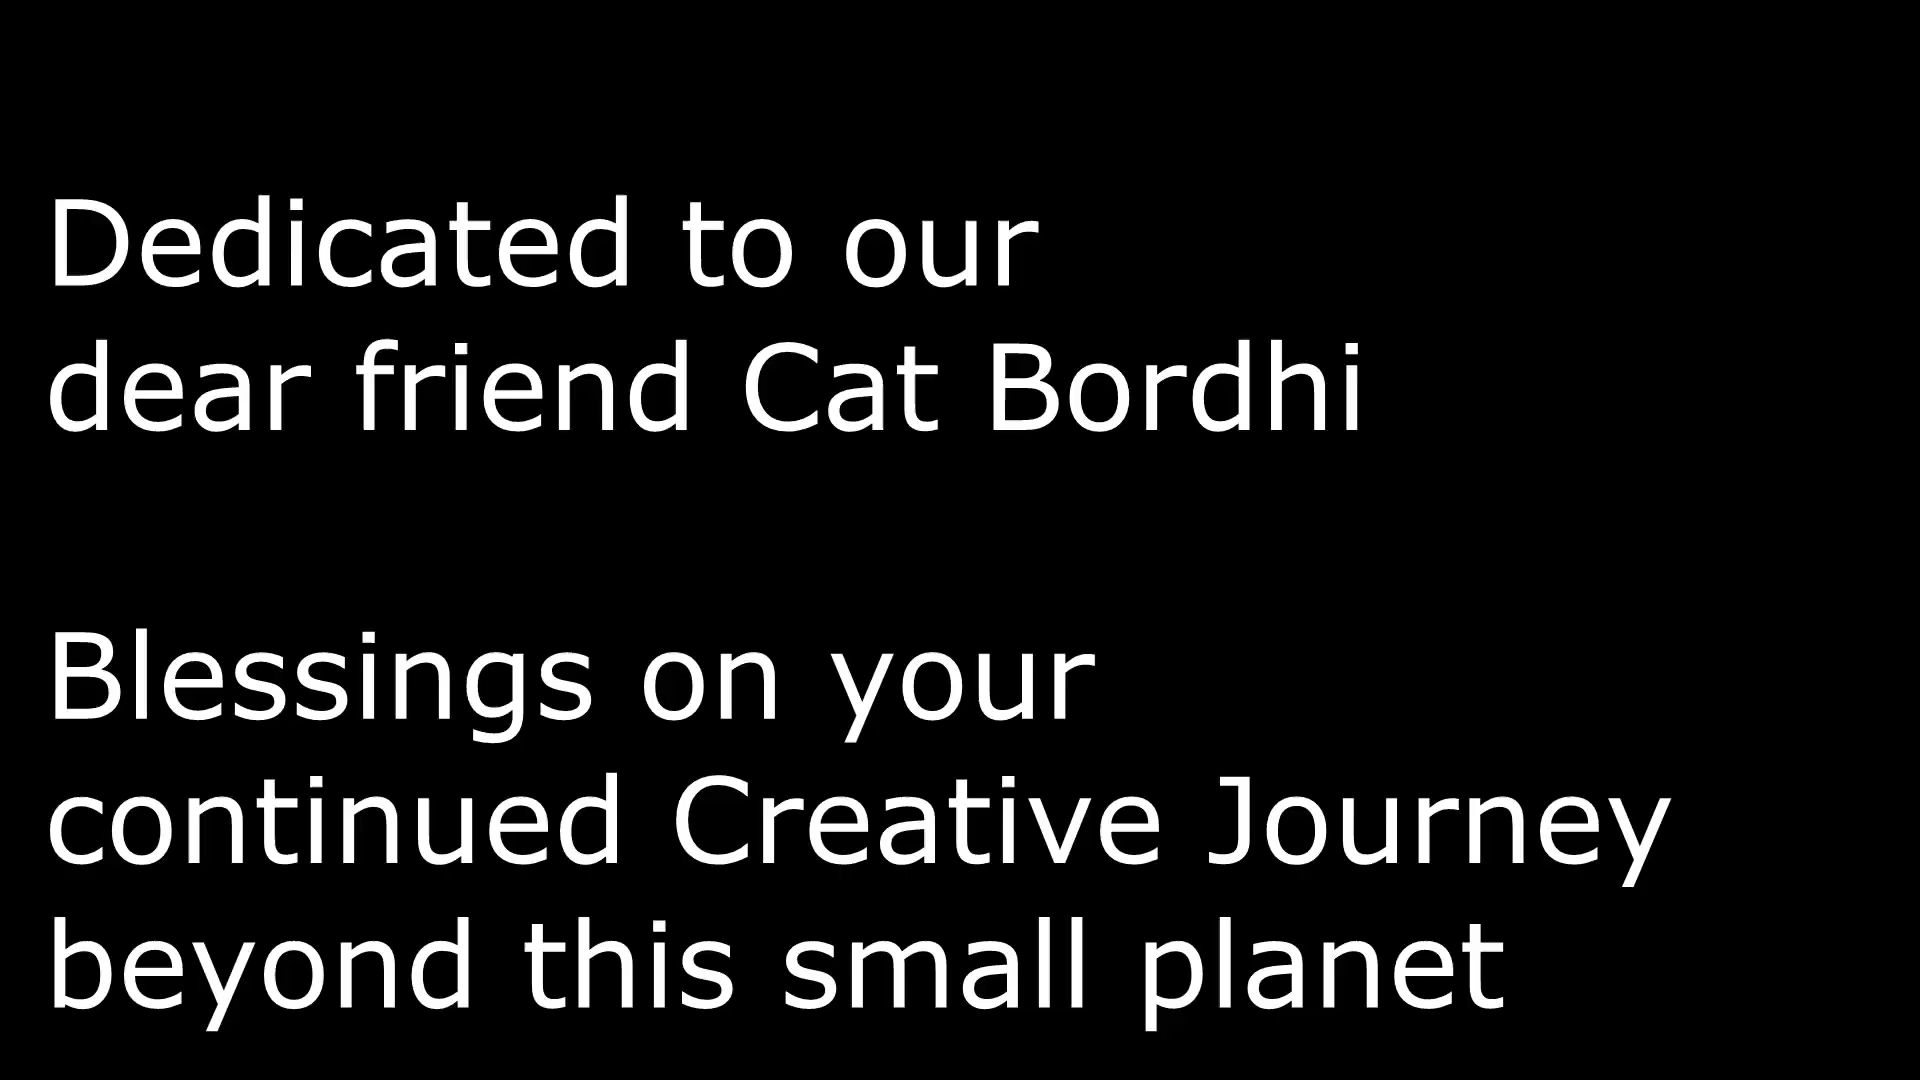 Dedicated to our
dear friend Cat Bordhi
Blessings on your
continued Creative Journey
beyond this small planet